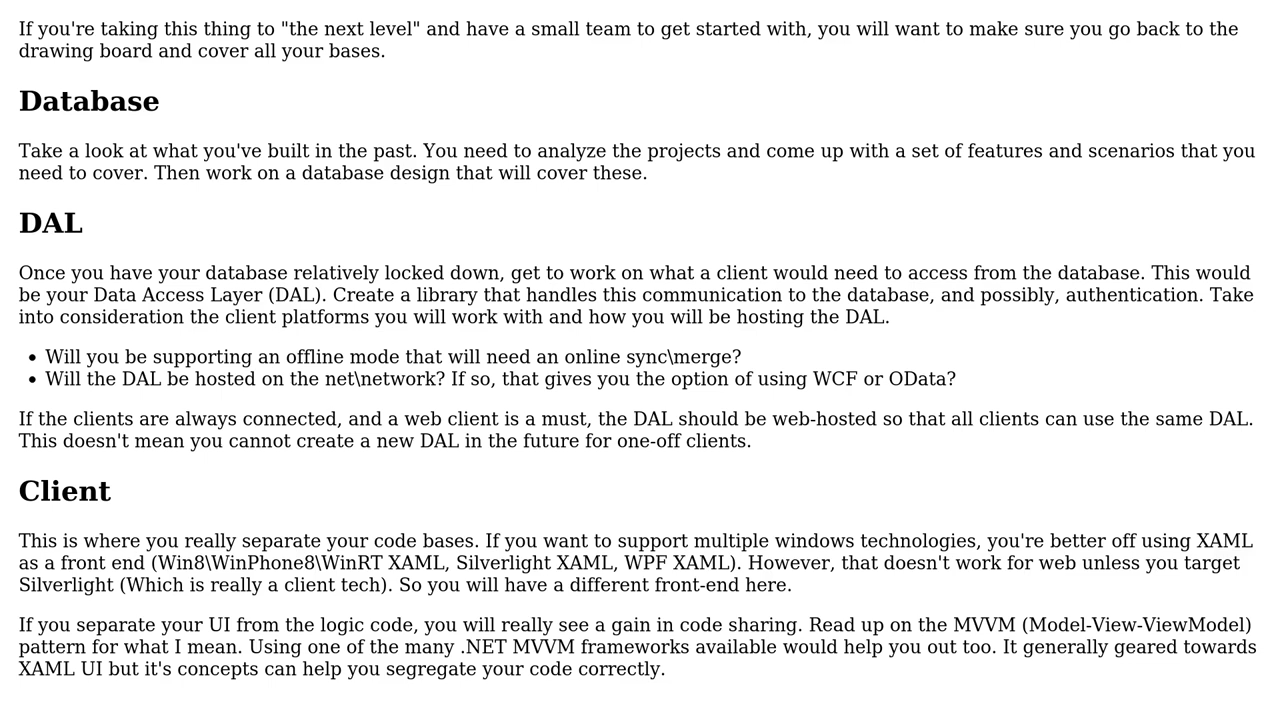 If you're taking this thing to "the next level" and have a small team to get started with, you will want to make sure you go back to the
drawing board and cover all your bases.
Database
Take a look at what you've built in the past. You need to analyze the projects and come up with a set of features and scenarios that you
need to cover. Then work on a database design that will cover these.
DAL
Once you have your database relatively locked down, get to work on what a client would need to access from the database. This would
be your Data Access Layer (DAL). Create a library that handles this communication to the database, and possibly, authentication. Take
into consideration the client platforms you will work with and how you will be hosting the DAL.
• Will you be supporting an offline mode that will need an online sync\merge?
• Will the DAL be hosted on the net\network? If so, that gives you the option of using WCF or OData?
If the clients are always connected, and a web client is a must, the DAL should be web-hosted so that all clients can use the same DAL.
This doesn't mean you cannot create a new DAL in the future for one-off clients.
Client
This is where you really separate your code bases. If you want to support multiple windows technologies, you're better off using XAML
as a front end (Win8\WinPhone8\WinRT XAML, Silverlight XAML, WPF XAML). However, that doesn't work for web unless you target
Silverlight (Which is really a client tech). So you will have a different front-end here.
If you separate your UI from the logic code, you will really see a gain in code sharing. Read up on the MVVM (Model-View-ViewModel)
pattern for what I mean. Using one of the many .NET MVVM frameworks available would help you out too. It generally geared towards
XAML UI but it's concepts can help you segregate your code correctly.